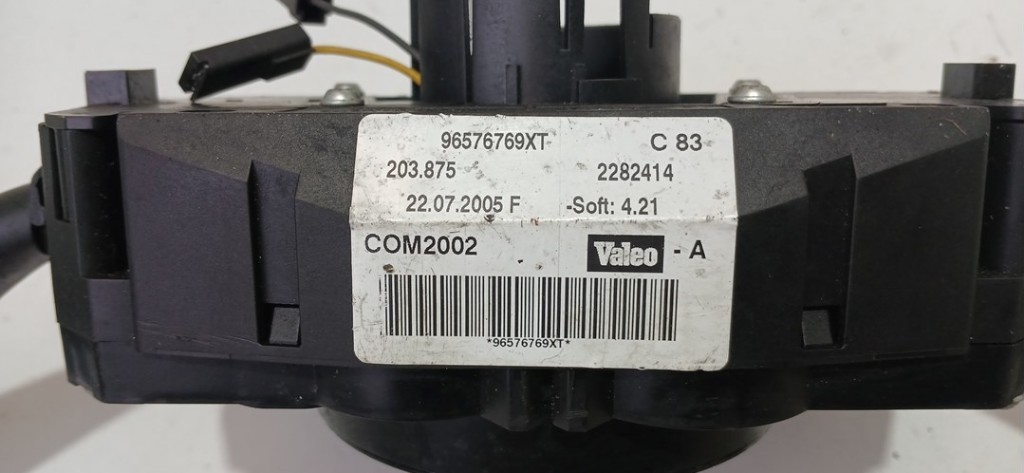 96576769XT C 83
203.875 2282414
22.07.2005 F -Soft: 4.21
COM2002 Valeo - A
*96576769XT*